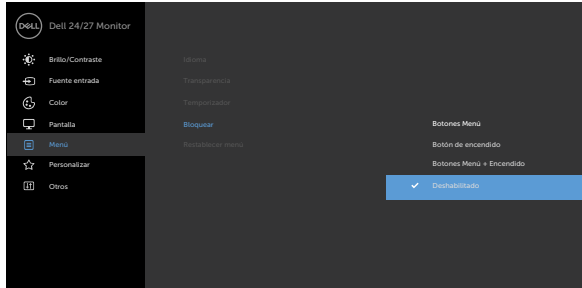 DELL Dell 24/27 Monitor
Brillo/Contraste
Fuente entrada
Color
Pantalla
Menú
Personalizar
Otros
Idioma
Transparencia
Temporizador
Bloquear
Restablecer menú
Botones Menú
Botón de encendido
Botones Menú + Encendido
Deshabilitado